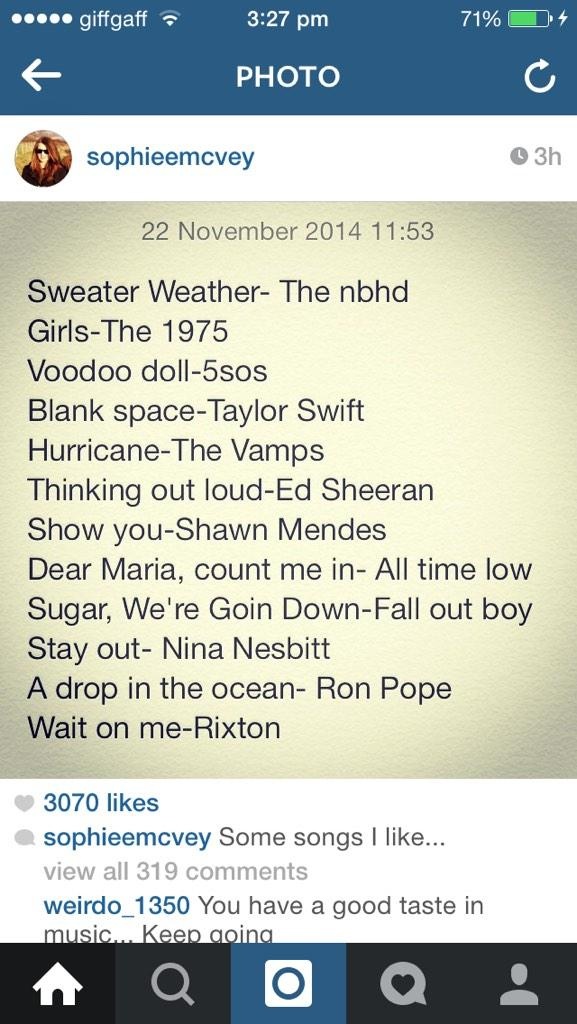 giffgaff 3:27 pm 71%
PHOTO
sophieemcvey 3h
22 November 2014 11:53
Sweater Weather- The nbhd
Girls-The 1975
Voodoo doll-5sos
Blank space-Taylor Swift
Hurricane-The Vamps
Thinking out loud-Ed Sheeran
Show you-Shawn Mendes
Dear Maria, count me in- All time low
Sugar, We're Goin Down-Fall out boy
Stay out- Nina Nesbitt
A drop in the ocean- Ron Pope
Wait on me-Rixton
3070 likes
sophieemcvey Some songs I like...
view all 319 comments
weirdo_1350 You have a good taste in
music... Keep going